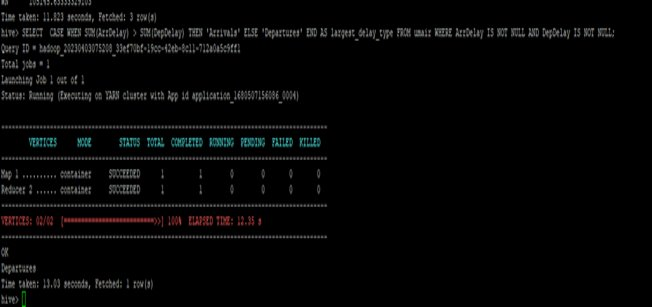 Time taken: 11.823 seconds, Fetched: 3 row(s)
hive> SELECT CASE WHEN SUM(ArrDelay) > SUM(DepDelay) THEN 'Arrivals' ELSE 'Departures' END AS largest_delay_type FROM umair WHERE ArrDelay IS NOT NULL AND DepDelay IS NOT NULL;
Query ID = hadoop_20230403075208_33ef70bf-19cc-42eb-8c11-712a0a5c9ff1
Total jobs = 1
Launching Job 1 out of 1
Status: Running (Executing on YARN cluster with App id application_1680507156086_0004)
VERTICES MODE STATUS TOTAL COMPLETED RUNNING PENDING FAILED KILLED
Map 1 .......... container SUCCEEDED 1 1 0 0 0 0
Reducer 2 ...... container SUCCEEDED 1 1 0 0 0 0
VERTICES: 02/02 [==========================>>] 100% ELAPSED TIME: 12.35 s
OK
Departures
Time taken: 13.03 seconds, Fetched: 1 row(s)
hive>